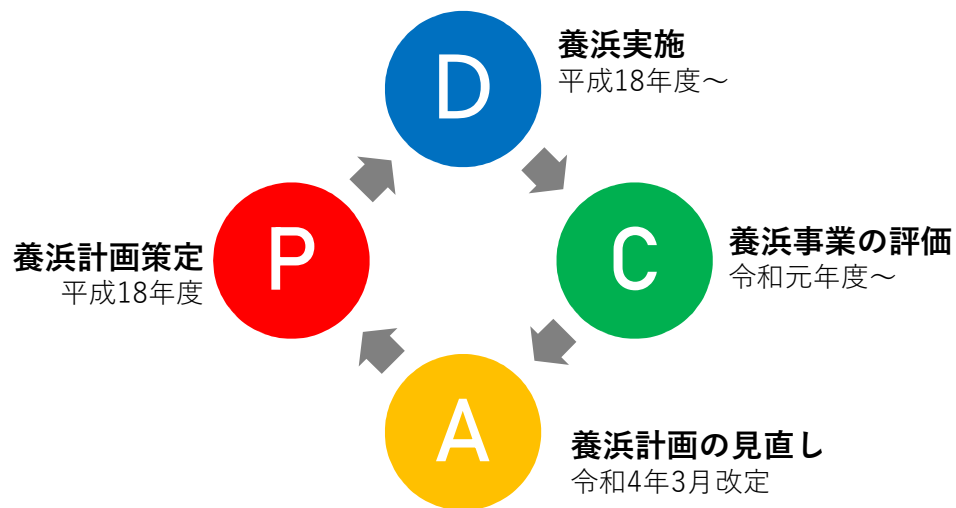 D
養浜実施
平成18年度～
P
養浜計画策定
平成18年度
C
養浜事業の評価
令和元年度～
A
養浜計画の見直し
令和4年3月改定